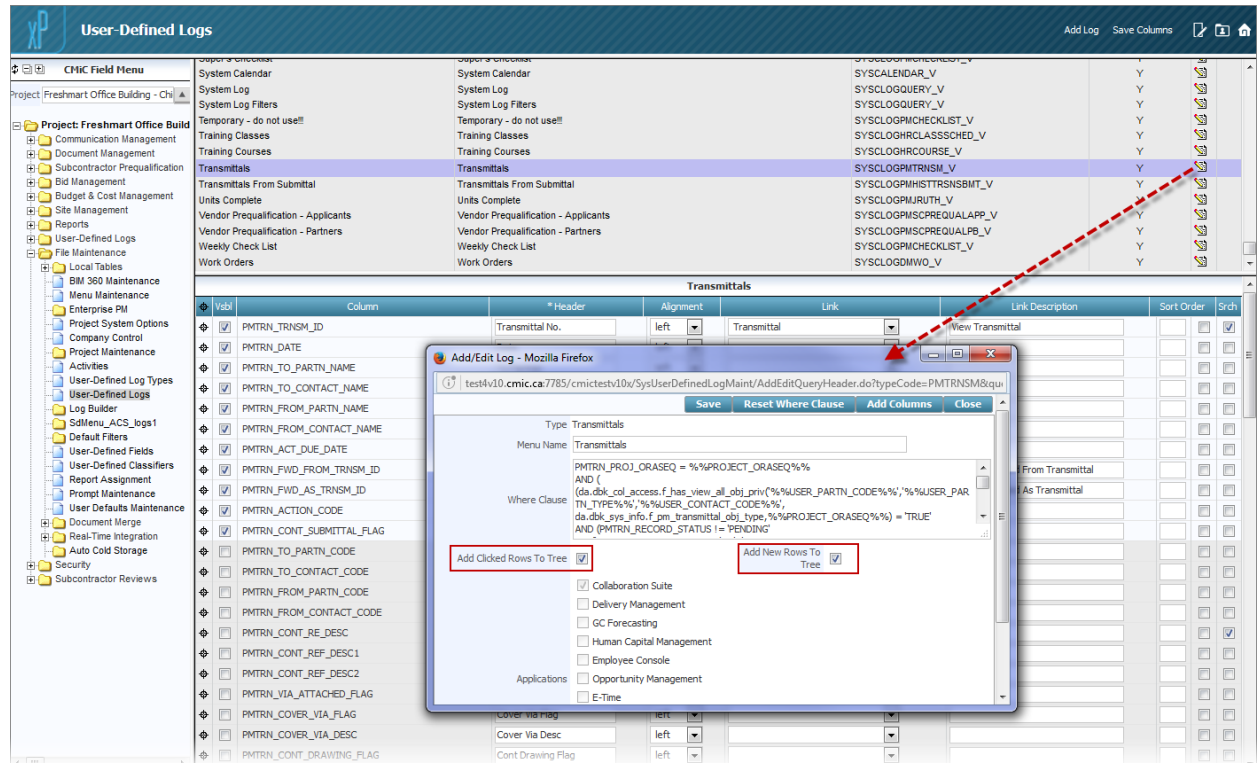 xP User-Defined Logs Add Log Save Columns
CMiC Field Menu
Project Freshmart Office Building - Chi
Project: Freshmart Office Build
Communication Management
Document Management
Subcontractor Prequalification
Bid Management
Budget & Cost Management
Site Management
Reports
User-Defined Logs
File Maintenance
Local Tables
BIM 360 Maintenance
Menu Maintenance
Enterprise PM
Project System Options
Company Control
Project Maintenance
Activities
User-Defined Log Types
User-Defined Logs
Log Builder
SdMenu_ACS_logs1
Default Filters
User-Defined Fields
User-Defined Classifiers
Report Assignment
Prompt Maintenance
User Defaults Maintenance
Document Merge
Real-Time Integration
Auto Cold Storage
Security
Subcontractor Reviews
Super's Checklist Super's Checklist SYSCLOGPMCHECKLIST_V Y
System Calendar System Calendar SYSCALENDAR_V Y
System Log System Log SYSCLOGQUERY_V Y
System Log Filters System Log Filters SYSCLOGQUERY_V Y
Temporary - do not use!!! Temporary - do not use!!! SYSCLOGPMCHECKLIST_V Y
Training Classes Training Classes SYSCLOGHRCLASSSCHED_V Y
Training Courses Training Courses SYSCLOGHRCOURSE_V Y
Transmittals Transmittals SYSCLOGPMTRNSM_V Y
Transmittals From Submittal Transmittals From Submittal SYSCLOGPMHISTTRSNSBMT_V Y
Units Complete Units Complete SYSCLOGPMJRUTH_V Y
Vendor Prequalification - Applicants Vendor Prequalification - Applicants SYSCLOGPMSCPREQUALAPP_V Y
Vendor Prequalification - Partners Vendor Prequalification - Partners SYSCLOGPMSCPREQUALPB_V Y
Weekly Check List Weekly Check List SYSCLOGPMCHECKLIST_V Y
Work Orders Work Orders SYSCLOGDMWO_V Y
Transmittals
Vsbl Column * Header Alignment Link Link Description Sort Order Srch
PMTRN_TRNSM_ID Transmittal No. left Transmittal View Transmittal
PMTRN_DATE
PMTRN_TO_PARTN_NAME
PMTRN_TO_CONTACT_NAME
PMTRN_FROM_PARTN_NAME
PMTRN_FROM_CONTACT_NAME
PMTRN_ACT_DUE_DATE
PMTRN_FWD_FROM_TRNSM_ID From Transmittal
PMTRN_FWD_AS_TRNSM_ID As Transmittal
PMTRN_ACTION_CODE
PMTRN_CONT_SUBMITTAL_FLAG
PMTRN_TO_PARTN_CODE
PMTRN_TO_CONTACT_CODE
PMTRN_FROM_PARTN_CODE
PMTRN_FROM_CONTACT_CODE
PMTRN_CONT_RE_DESC
PMTRN_CONT_REF_DESC1
PMTRN_CONT_REF_DESC2
PMTRN_VIA_ATTACHED_FLAG
PMTRN_COVER_VIA_FLAG Cover Via Flag left
PMTRN_COVER_VIA_DESC Cover Via Desc left
PMTRN_CONT_DRAWING_FLAG Cont Drawing Flag left
Add/Edit Log - Mozilla Firefox
test4v10.cmic.ca:7785/cmictestv10x/SysUserDefinedLogMaint/AddEditQueryHeader.do?typeCode=PMTRNSM&que
Save Reset Where Clause Add Columns Close
Type Transmittals
Menu Name Transmittals
Where Clause
PMTRN_PROJ_ORASEQ = %%PROJECT_ORASEQ%%
AND (
(da.dbk_col_access.f_has_view_all_obj_priv('%%USER_PARTN_CODE%%','%%USER_PAR
TN_TYPE%%','%%USER_CONTACT_CODE%%',
da.dbk_sys_info.f_pm_transmittal_obj_type,%%PROJECT_ORASEQ%%) = 'TRUE'
AND (PMTRN_RECORD_STATUS != 'PENDING'
Add Clicked Rows To Tree Add New Rows To
Tree
Collaboration Suite
Delivery Management
GC Forecasting
Human Capital Management
Employee Console
Applications Opportunity Management
E-Time